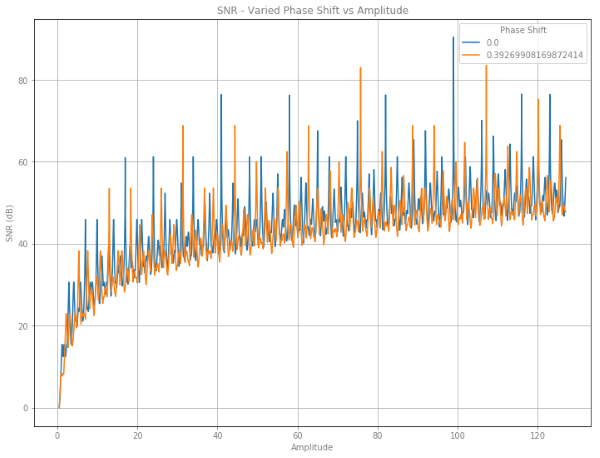 SNR - Varied Phase Shift vs Amplitude
Phase Shift
0.0
0.39269908169872414
SNR (dB)
80
60
40
20
0
0 20 40 60 80 100 120
Amplitude